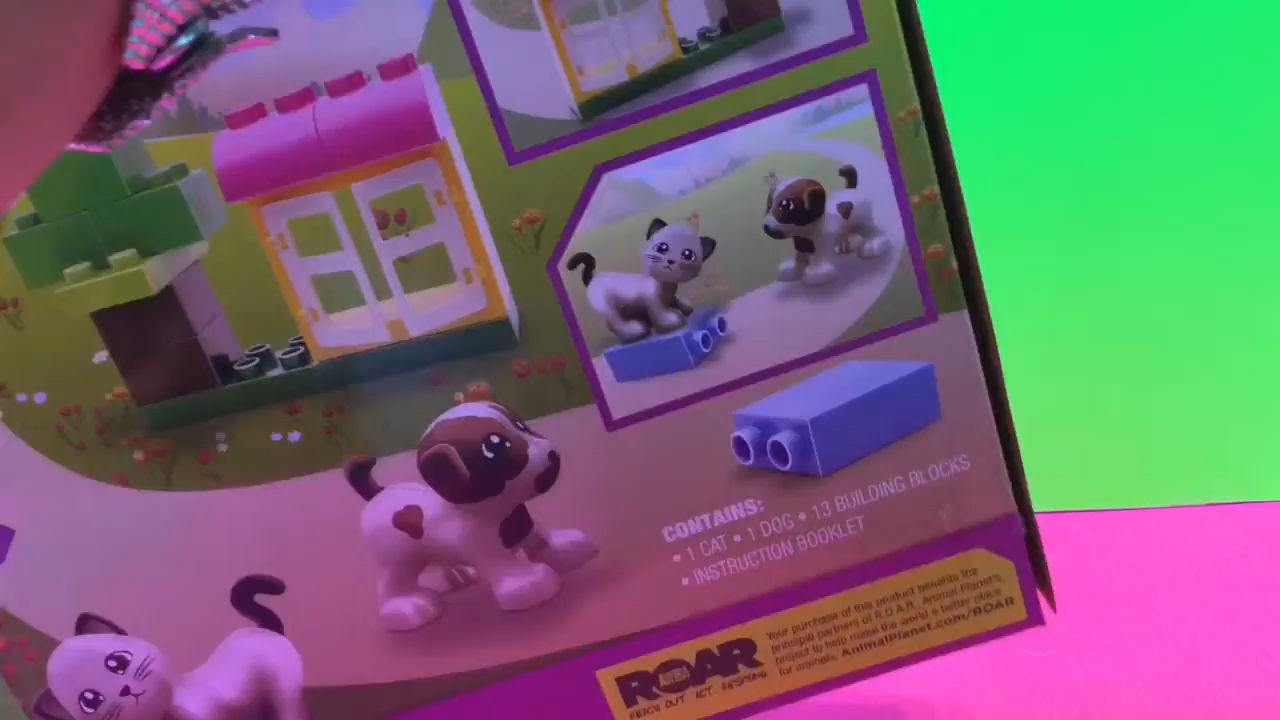 CONTAINS:
• 1 CAT • 1 DOG • 13 BUILDING BLOCKS
• INSTRUCTION BOOKLET
ROAR
REACH OUT. ACT. RESPOND.
Your purchase of this product benefits the
principal partners of R.O.A.R. Animal Planet's
project to help make the world a better place
for animals. AnimalPlanet.com/ROAR